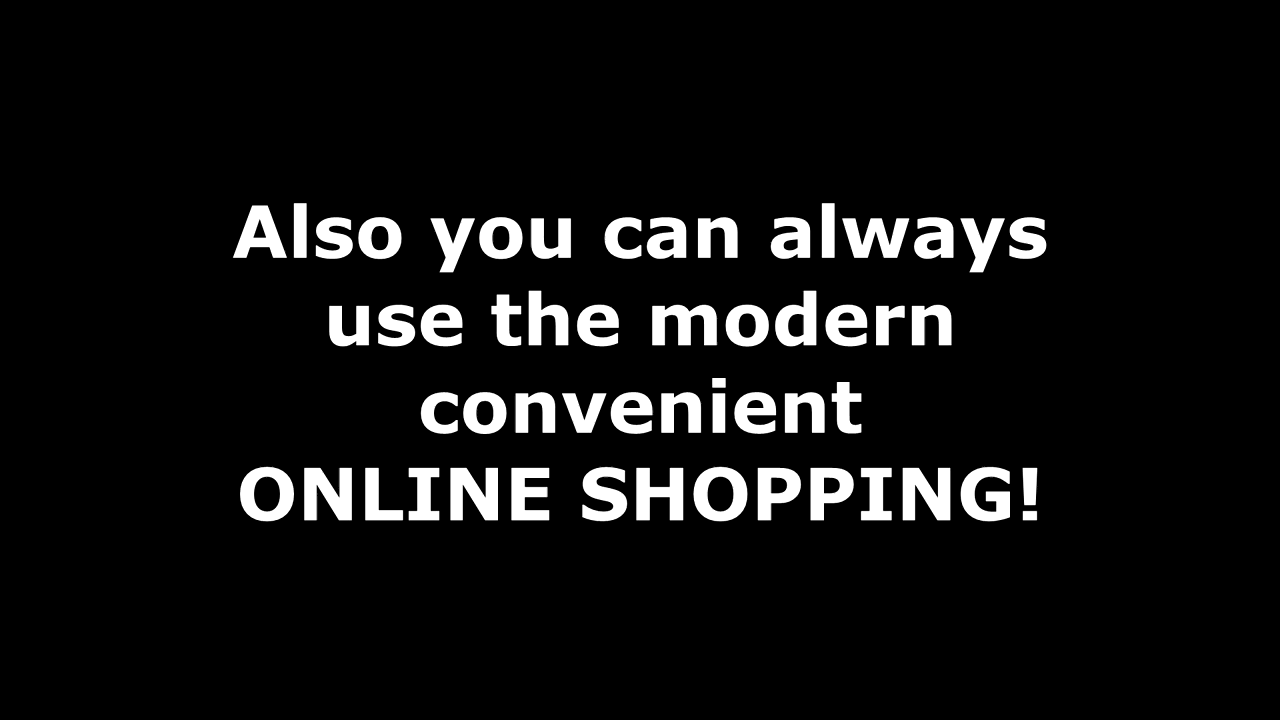 Also you can always
use the modern
convenient
ONLINE SHOPPING!